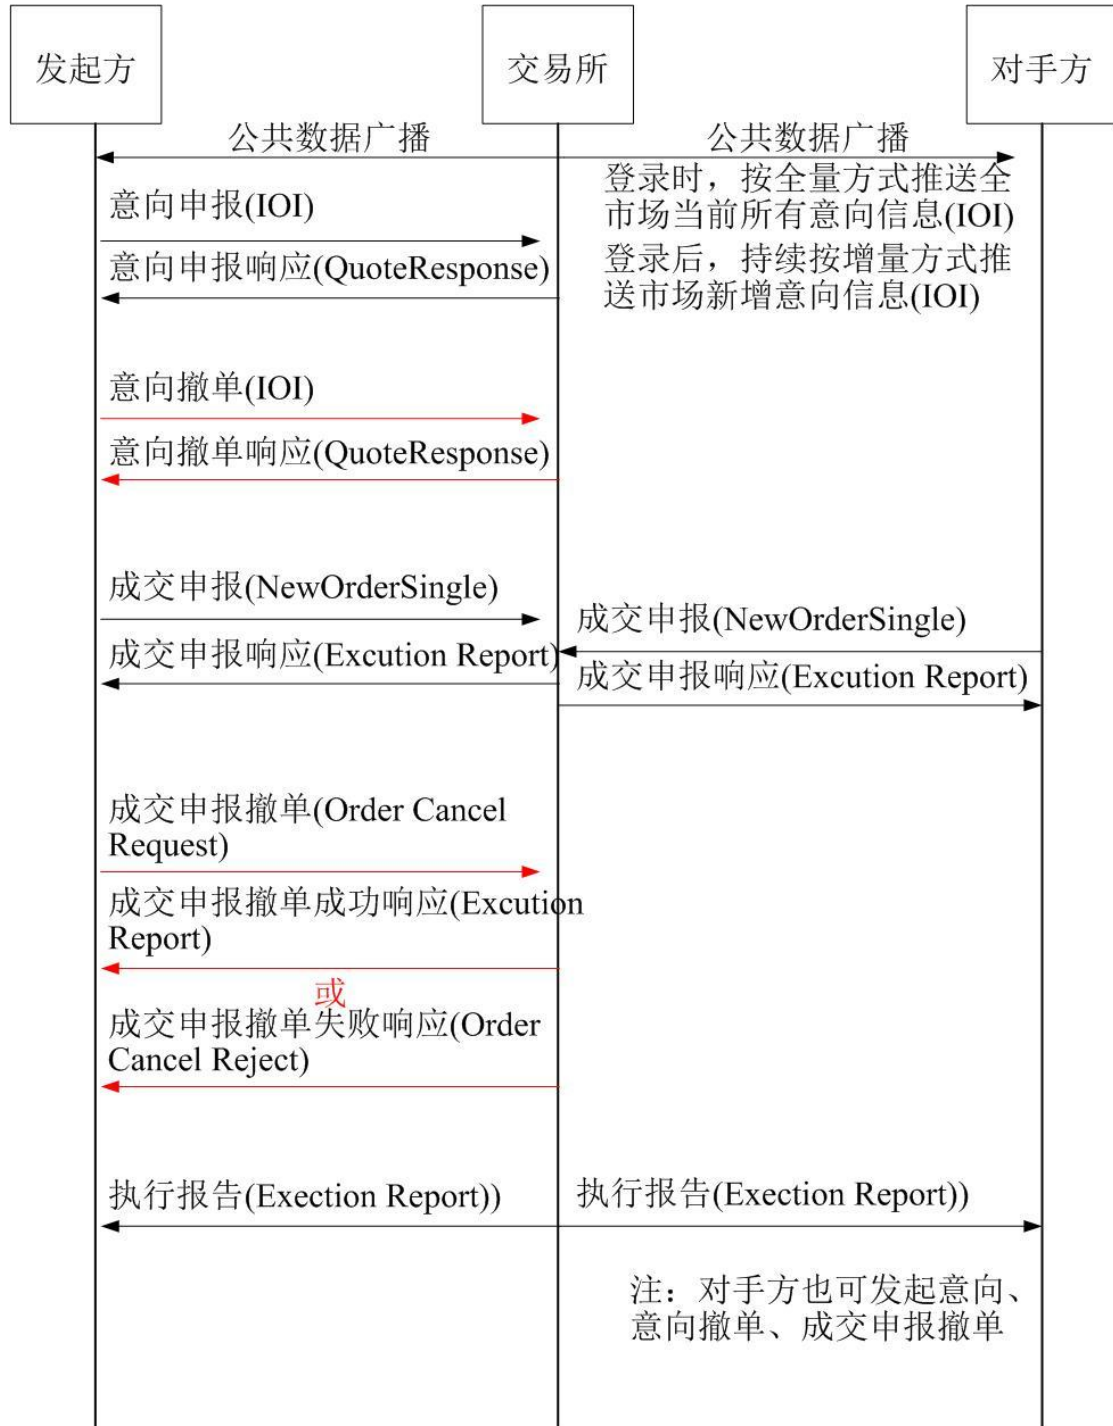 发起方
交易所
对手方
公共数据广播
公共数据广播
登录时，按全量方式推送全
市场当前所有意向信息(IOI)
登录后，持续按增量方式推
送市场新增意向信息(IOI)
意向申报(IOI)
意向申报响应(QuoteResponse)
意向撤单(IOI)
意向撤单响应(QuoteResponse)
成交申报(NewOrderSingle)
成交申报(NewOrderSingle)
成交申报响应(Excution Report)
成交申报响应(Excution Report)
成交申报撤单(Order Cancel
Request)
成交申报撤单成功响应(Excution
Report)
或
成交申报撤单失败响应(Order
Cancel Reject)
执行报告(Exection Report))
执行报告(Exection Report))
注：对手方也可发起意向、
意向撤单、成交申报撤单